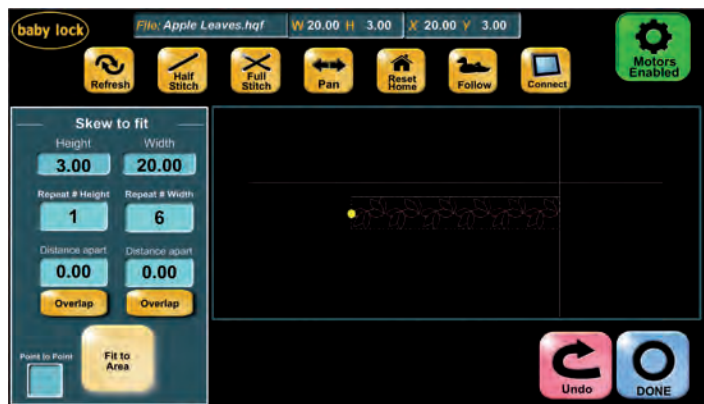 baby lock
File: Apple Leaves.hqf W 20.00 H 3.00 X 20.00 Y 3.00
Refresh
Half Stitch
Full Stitch
Pan
Reset Home
Follow
Connect
Motors Enabled
Skew to fit
Height Width
3.00 20.00
Repeat # Height Repeat # Width
1 6
Distance apart Distance apart
0.00 0.00
Overlap Overlap
Point to Point
Fit to
Area
Undo
DONE